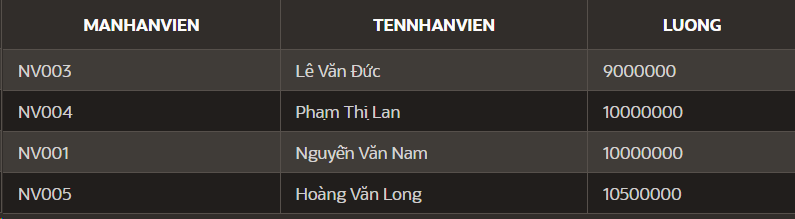 MANHANVIEN TENNHANVIEN LUONG
NV003 Lê Văn Đức 9000000
NV004 Phạm Thị Lan 10000000
NV001 Nguyễn Văn Nam 10000000
NV005 Hoàng Văn Long 10500000